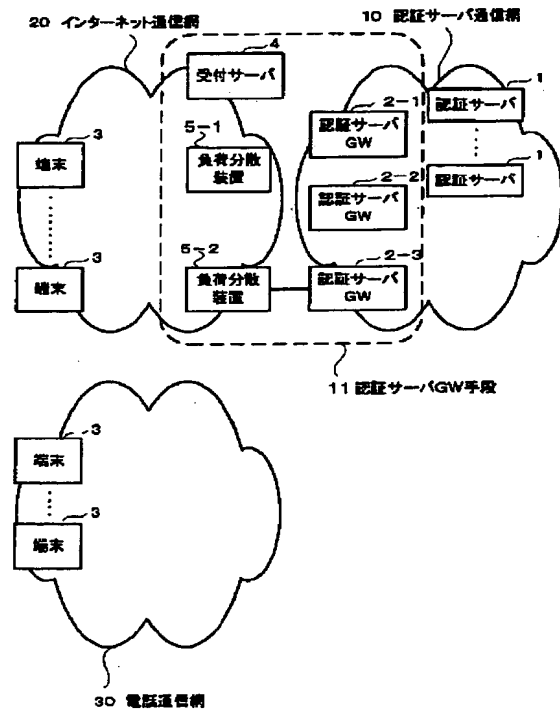 20 インターネット通信網
10 認証サーバ通信網
4
受付サーバ
1
認証サーバ
2-1
認証サーバ
GW
3
端末
5-1
負荷分散
装置
1
認証サーバ
2-2
認証サーバ
GW
3
端末
5-2
負荷分散
装置
2-3
認証サーバ
GW
11 認証サーバGW手段
3
端末
3
端末
30 電話通信網